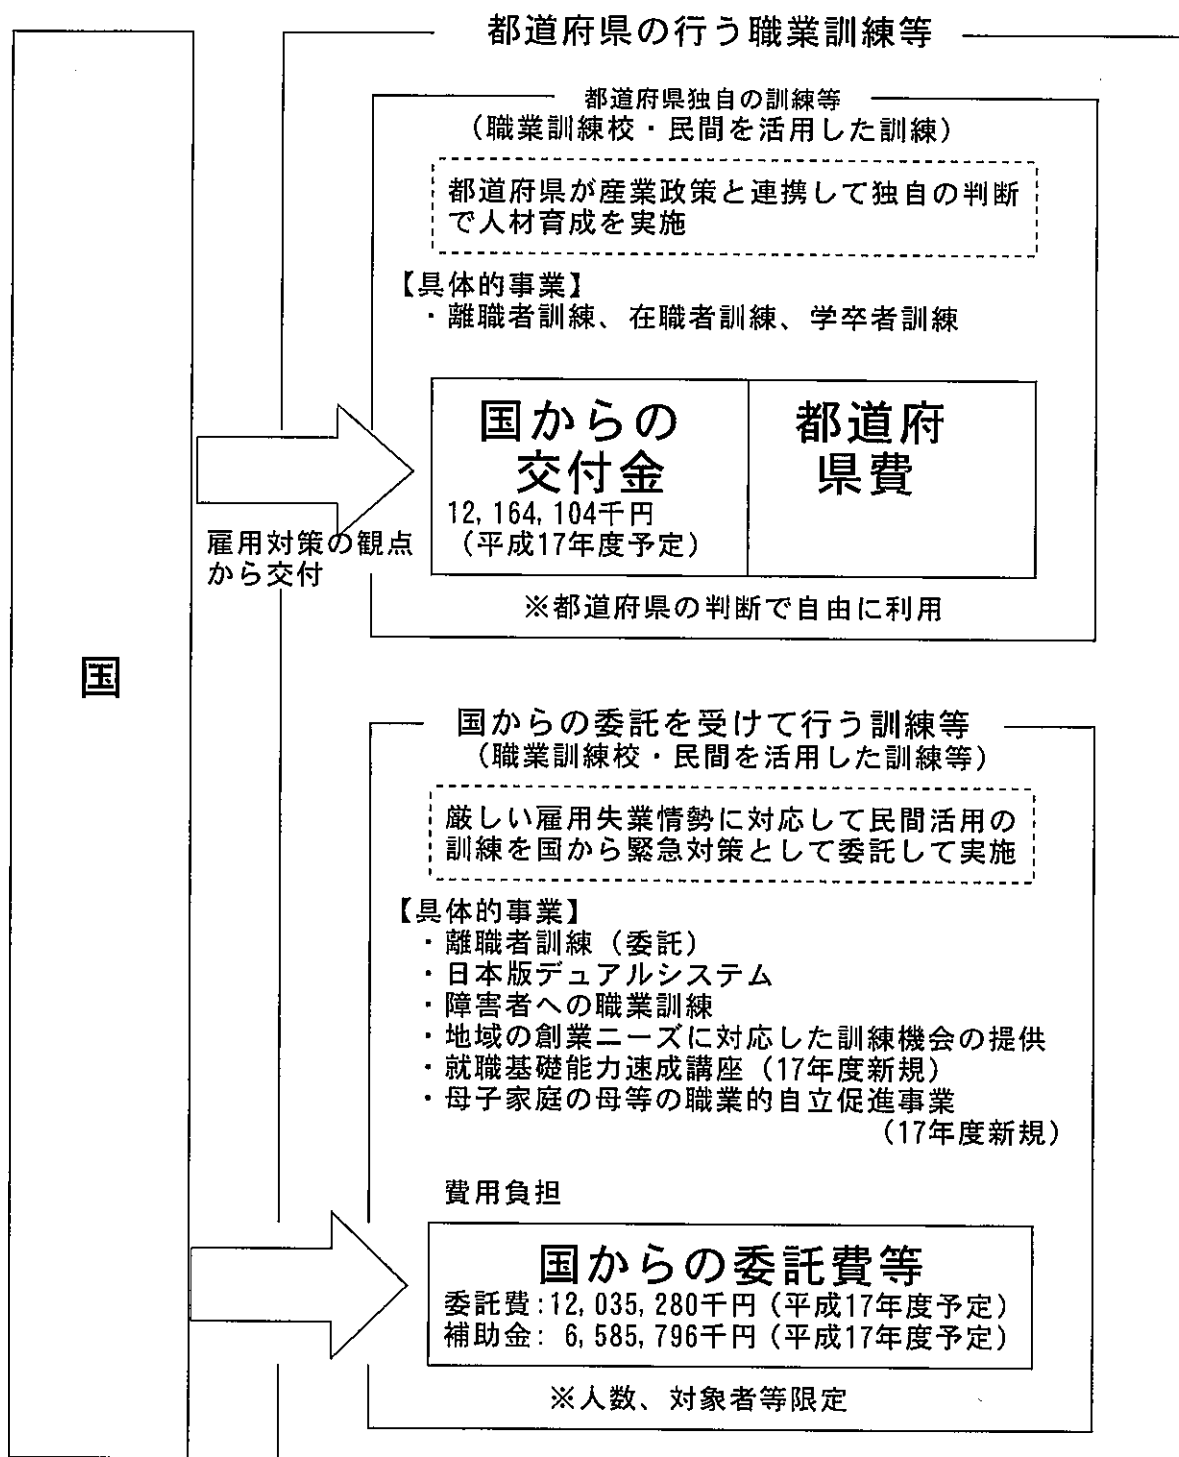 都道府県の行う職業訓練等
都道府県独自の訓練等
（職業訓練校・民間を活用した訓練）
都道府県が産業政策と連携して独自の判断
で人材育成を実施
【具体的事業】
・離職者訓練、在職者訓練、学卒者訓練
国からの
交付金
12,164,104千円
（平成17年度予定）
都道府
県費
雇用対策の観点
から交付
※都道府県の判断で自由に利用
国
国からの委託を受けて行う訓練等
（職業訓練校・民間を活用した訓練等）
厳しい雇用失業情勢に対応して民間活用の
訓練を国から緊急対策として委託して実施
【具体的事業】
・離職者訓練（委託）
・日本版デュアルシステム
・障害者への職業訓練
・地域の創業ニーズに対応した訓練機会の提供
・就職基礎能力速成講座（17年度新規）
・母子家庭の母等の職業的自立促進事業
（17年度新規）
費用負担
国からの委託費等
委託費：12,035,280千円（平成17年度予定）
補助金： 6,585,796千円（平成17年度予定）
※人数、対象者等限定